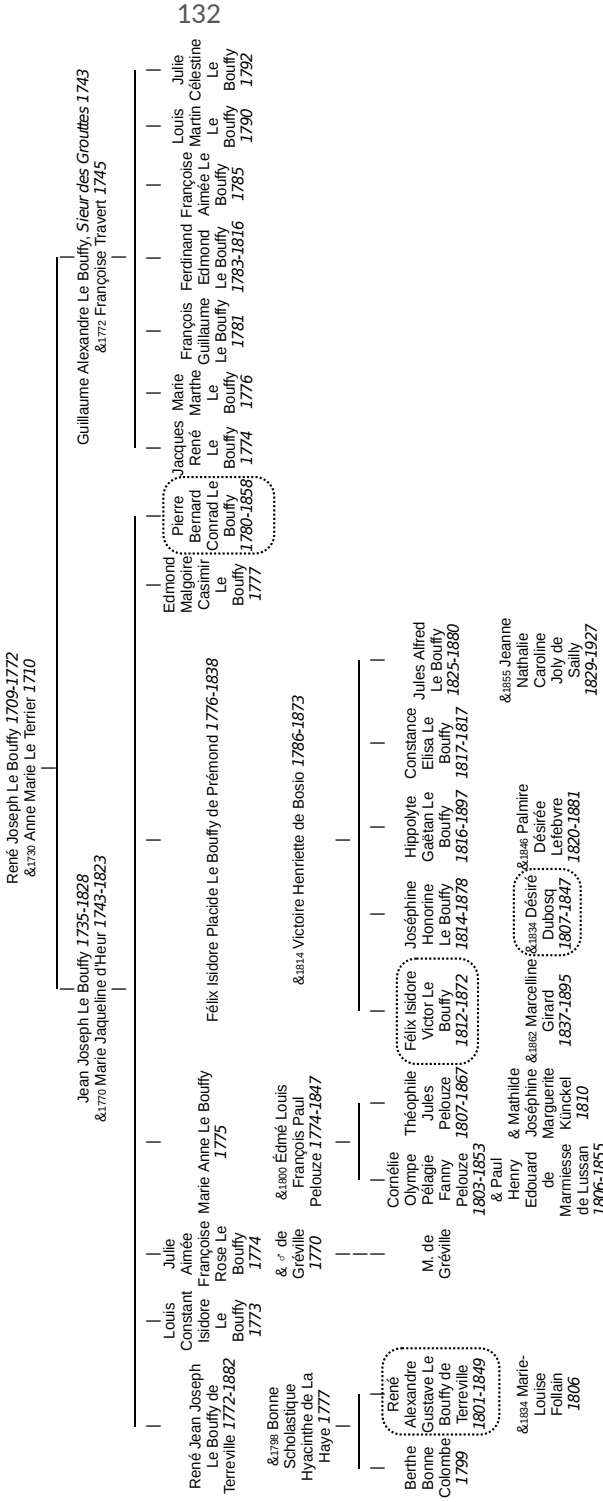 132
René Joseph Le Bouffy 1709-1772
&1730 Anne Marie Le Terrier 1710
Jean Joseph Le Bouffy 1735-1828
&1770 Marie Jaqueline d'Heur 1743-1823
Guillaume Alexandre Le Bouffy, Sieur des Grouttes 1743
&1772 Françoise Travert 1745
René Jean Joseph
Le Bouffy de
Terreville 1772-1882
Louis
Constant
Isidore
Le
Bouffy
1773
Julie
Aimée
Françoise
Rose Le
Bouffy
1774
Marie Anne Le Bouffy
1775
Félix Isidore Placide Le Bouffy de Prémond 1776-1838
Edmond
Malgoire
Casimir
Le
Bouffy
1777
Pierre
Bernard
Conrad Le
Bouffy
1780-1858
Jacques
René
Le
Bouffy
1774
Marie
Marthe
Le
Bouffy
1776
François
Guillaume
Le Bouffy
1781
Ferdinand
Edmond
Le Bouffy
1783-1816
Françoise
Aimée Le
Bouffy
1785
Louis
Martin
Le
Bouffy
1790
Julie
Célestine
Le
Bouffy
1792
&1798 Bonne
Scholastique
Hyacinthe de La
Haye 1777
& ♂ de
Gréville
1770
&1800 Édmé Louis
François Paul
Pelouze 1774-1847
&1814 Victoire Henriette de Bosio 1786-1873
Berthe
Bonne
Colombe
1799
René
Alexandre
Gustave Le
Bouffy de
Terreville
1801-1849
M. de
Gréville
Cornélie
Olympe
Pélagie
Fanny
Pelouze
1803-1853
Théophile
Jules
Pelouze
1807-1867
Félix Isidore
Victor Le
Bouffy
1812-1872
Joséphine
Honorine
Le Bouffy
1814-1878
Hippolyte
Gaëtan Le
Bouffy
1816-1897
Constance
Elisa Le
Bouffy
1817-1817
Jules Alfred
Le Bouffy
1825-1880
&1834 Marie-
Louise
Follain
1806
& Paul
Henry
Edouard
de
Marmiesse
de Lussan
1806-1855
& Mathilde
Joséphine
Marguerite
Künckel
1810
&1862 Marcelline
Girard
1837-1895
&1834 Désiré
Dubosq
1807-1847
&1846 Palmire
Désirée
Lefebvre
1820-1881
&1855 Jeanne
Nathalie
Caroline
Joly de
Sailly
1829-1927